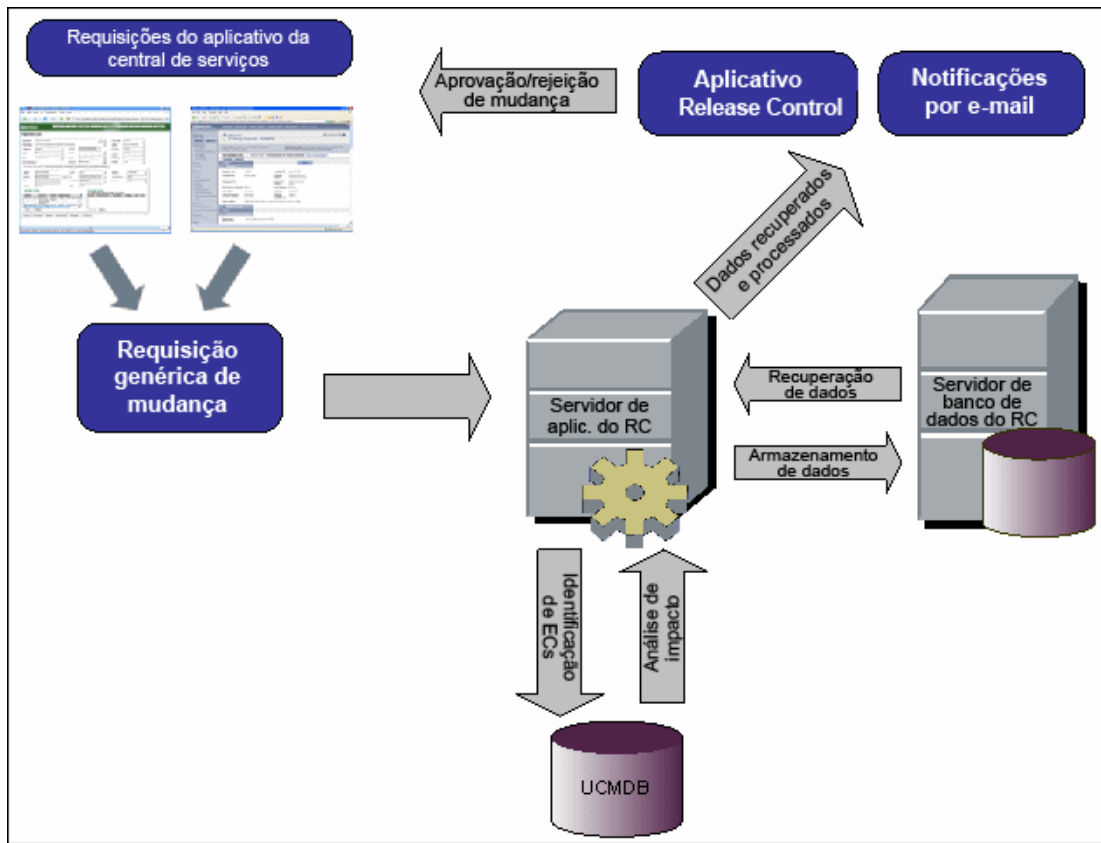 Requisições do aplicativo da
central de serviços
Aprovação/rejeição
de mudança
Aplicativo
Release Control
Notificações
por e-mail
Dados recuperados
e processados
Requisição
genérica de
mudança
Servidor de
aplic. do RC
Recuperação
de dados
Armazenamento
de dados
Servidor de
banco de
dados do RC
Identificação
de ECs
Análise de
impacto
UCMDB